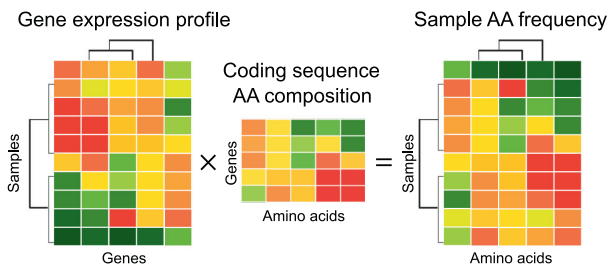 Gene expression profile
Samples
Genes
×
Coding sequence
AA composition
Genes
Amino acids
=
Sample AA frequency
Samples
Amino acids